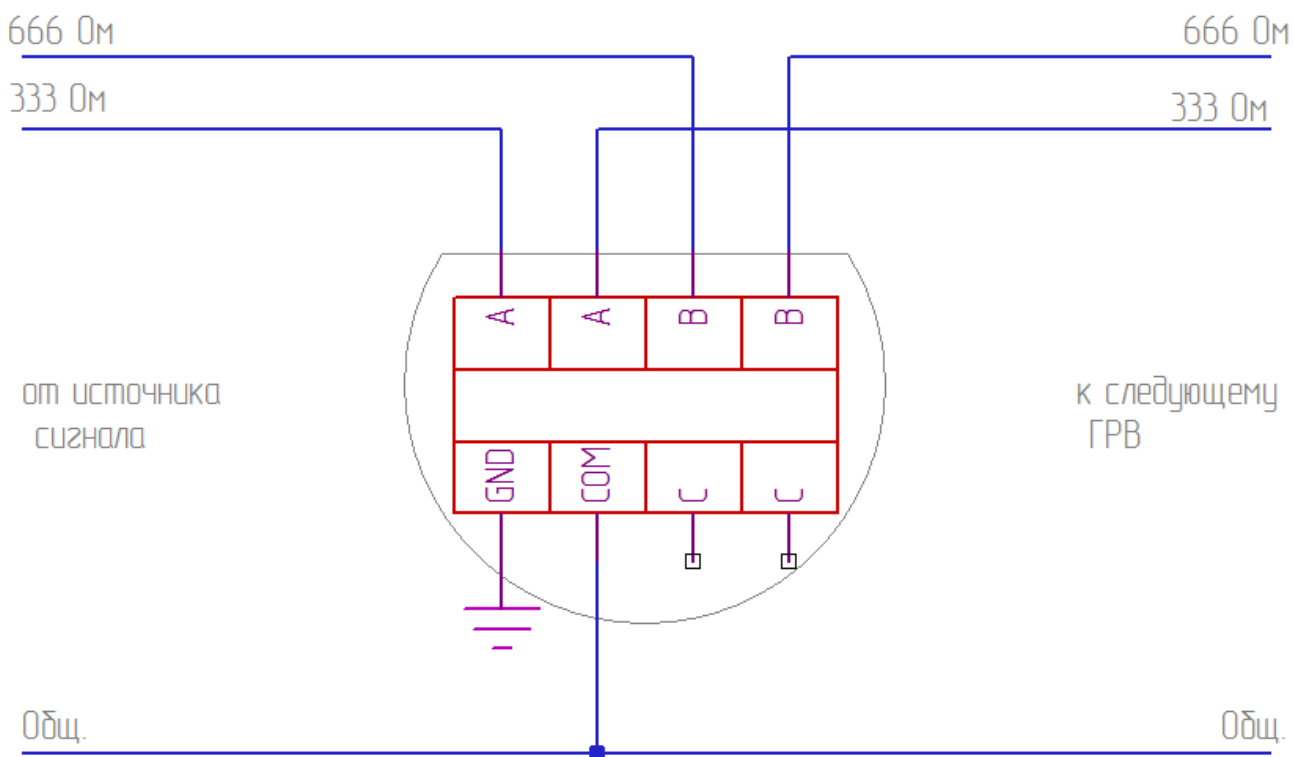 666 Ом
666 Ом
333 Ом
333 Ом
A
A
B
B
от источника
сигнала
к следующему
ГРВ
GND
COM
C
C
Общ.
Общ.